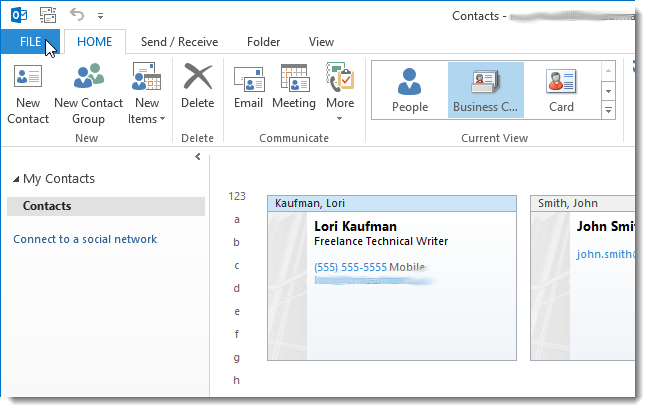 Contacts -
FILE HOME Send / Receive Folder View
New Contact
New Contact Group
New Items
Delete
Email
Meeting
More
People
Business C...
Card
New Delete Communicate Current View
My Contacts
Contacts
Connect to a social network
123
a
b
c
d
e
f
g
h
Kaufman, Lori
Lori Kaufman
Freelance Technical Writer
(555) 555-5555 Mobile
Smith, John
John Smi
john.smith@